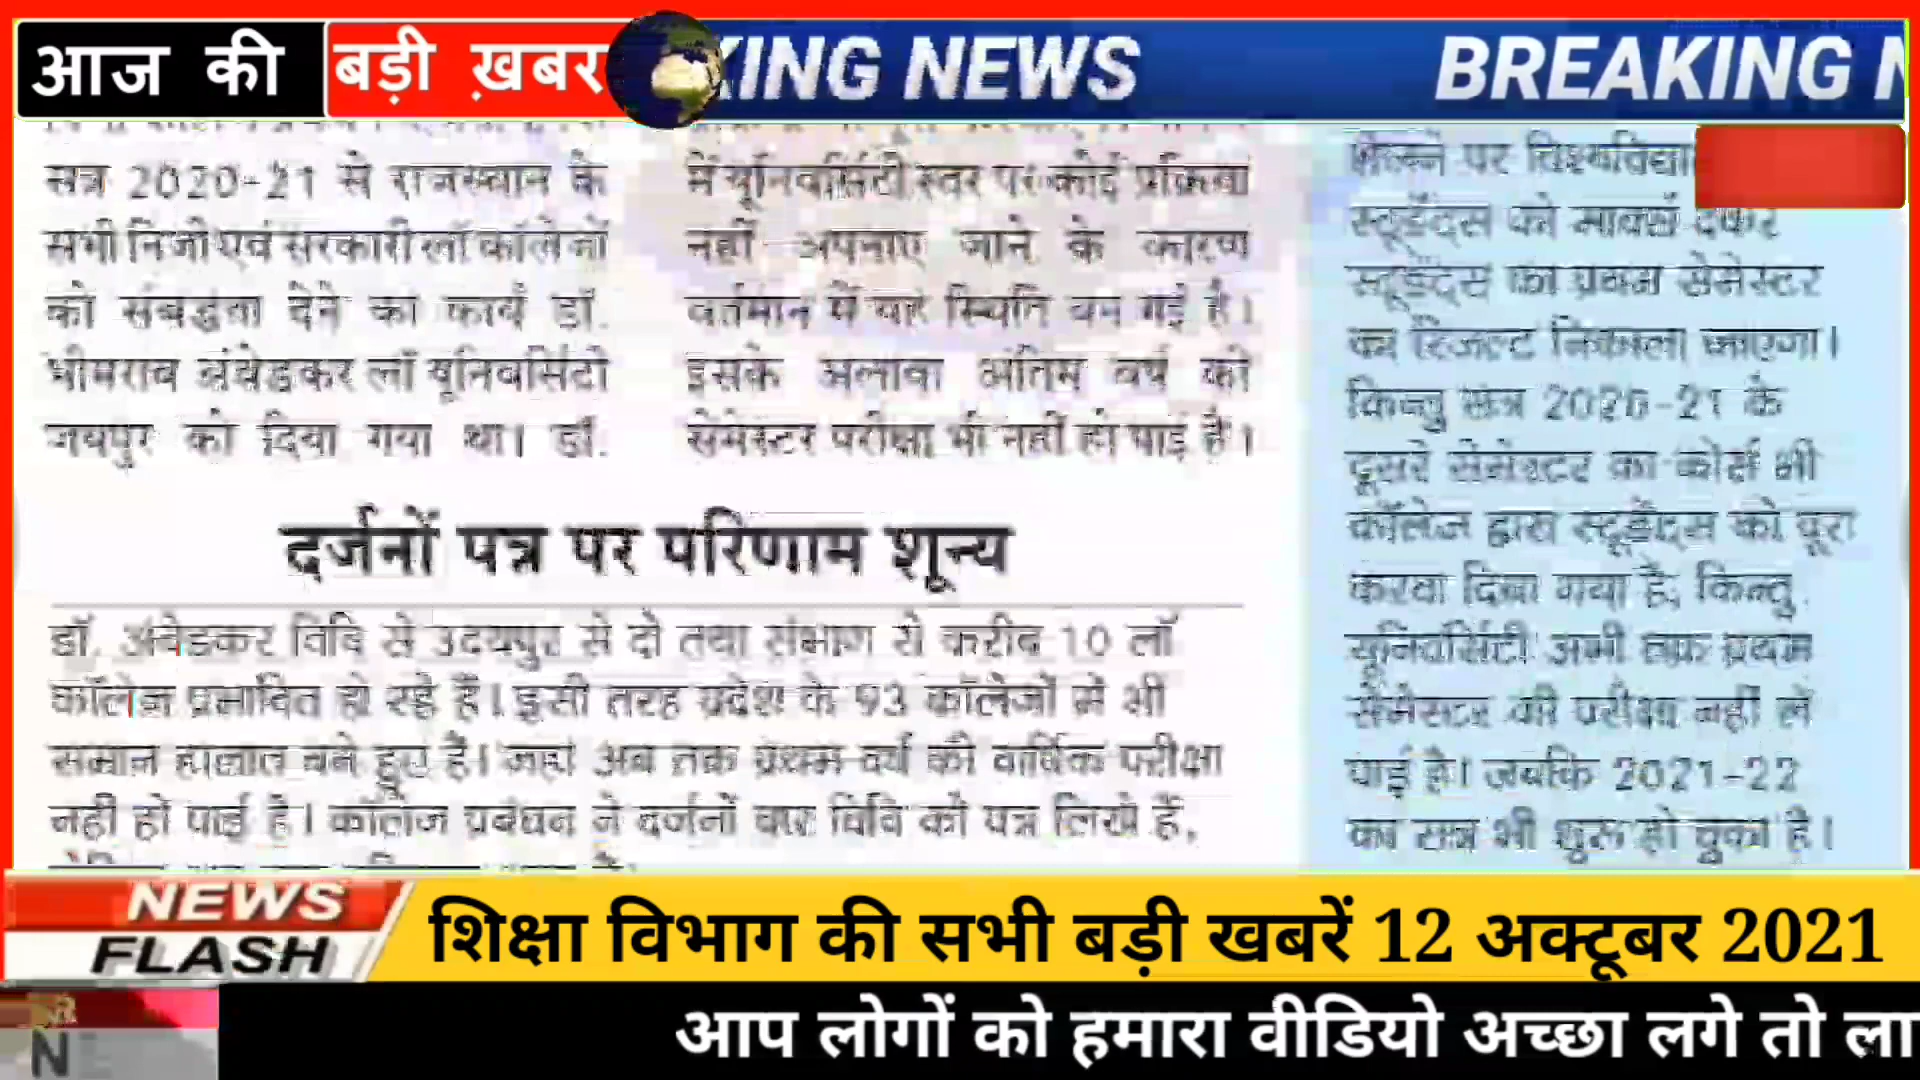 आज की बड़ी ख़बर
KING NEWS
BREAKING N
सत्र 2020-21 से राजस्थान के
सभी निजी एवं सरकारी लॉ कॉलेजों
को संबद्धता देने का कार्य डॉ.
भीमराव अंबेडकर लॉ यूनिवर्सिटी
जयपुर को दिया गया था। डॉ.
में यूनिवर्सिटी स्तर पर कोई प्रक्रिया
नहीं अपनाए जाने के कारण
वर्तमान में यह स्थिति बन गई है।
इसके अलावा अंतिम वर्ष की
सेमेस्टर परीक्षा भी नहीं हो पाई है।
दर्जनों पत्र पर परिणाम शून्य
डॉ. अंबेडकर विवि से उदयपुर से दो तथा संभाग से करीब 10 लॉ
कॉलेज प्रभावित हो रहे हैं। इसी तरह प्रदेश के 93 कॉलेजों में भी
समान हालात बने हुए हैं। जहां अब तक प्रथम वर्ष की वार्षिक परीक्षा
नहीं हो पाई है। कॉलेज प्रबंधन ने दर्जनों बार विवि को पत्र लिखे हैं,
पर
स्टूडेंट्स को मार्क्स देकर
स्टूडेंट्स का प्रथम सेमेस्टर
का रिजल्ट निकाला जाएगा।
किन्तु सत्र 2020-21 के
दूसरे सेमेस्टर का कोर्स भी
कॉलेज द्वारा स्टूडेंट्स को पूरा
करवा दिया गया है, किन्तु
यूनिवर्सिटी अभी तक प्रथम
सेमेस्टर की परीक्षा नहीं ले
पाई है। जबकि 2021-22
का सत्र भी शुरू हो चुका है।
NEWS
FLASH
शिक्षा विभाग की सभी बड़ी खबरें 12 अक्टूबर 2021
आप लोगों को हमारा वीडियो अच्छा लगे तो ला